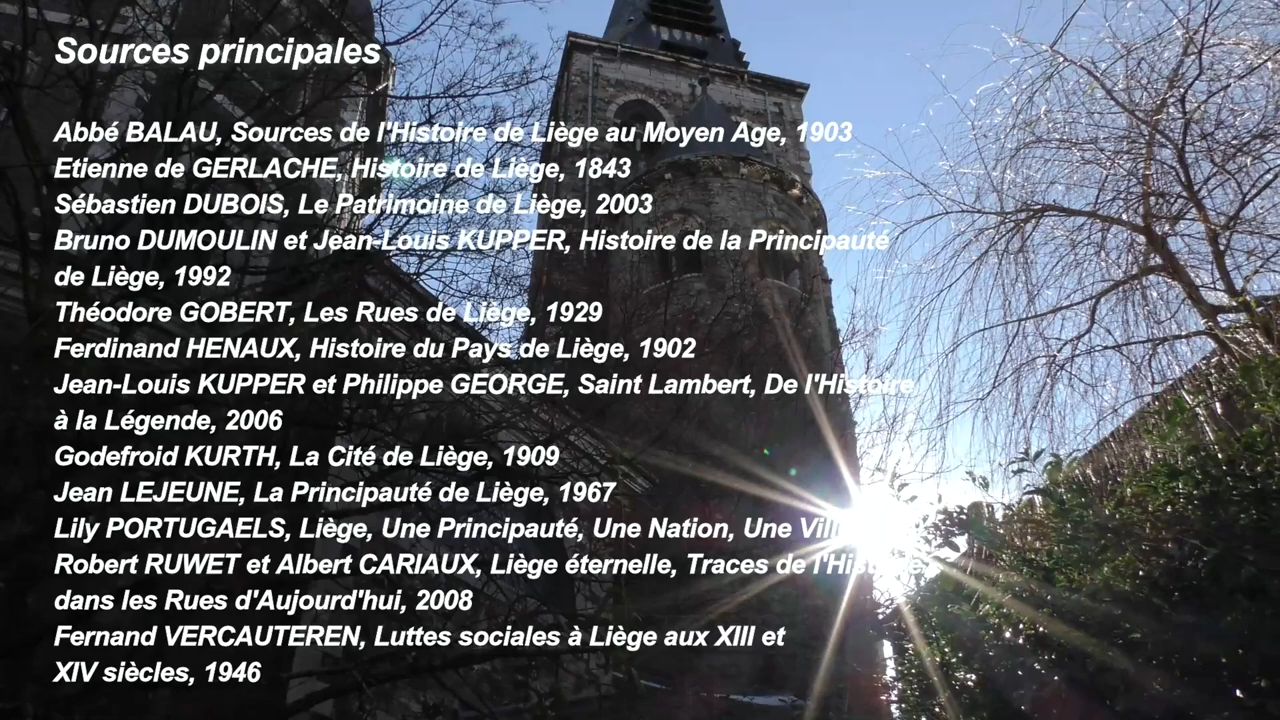 Sources principales
Abbé BALAU, Sources de l'Histoire de Liège au Moyen Age, 1903
Etienne de GERLACHE, Histoire de Liège, 1843
Sébastien DUBOIS, Le Patrimoine de Liège, 2003
Bruno DUMOULIN et Jean-Louis KUPPER, Histoire de la Principauté
de Liège, 1992
Théodore GOBERT, Les Rues de Liège, 1929
Ferdinand HENAUX, Histoire du Pays de Liège, 1902
Jean-Louis KUPPER et Philippe GEORGE, Saint Lambert, De l'Histoire
à la Légende, 2006
Godefroid KURTH, La Cité de Liège, 1909
Jean LEJEUNE, La Principauté de Liège, 1967
Lily PORTUGAELS, Liège, Une Principauté, Une Nation, Une
Robert RUWET et Albert CARIAUX, Liège éternelle, Traces de l'Histoire
dans les Rues d'Aujourd'hui, 2008
Fernand VERCAUTEREN, Luttes sociales à Liège aux XIII et
XIV siècles, 1946